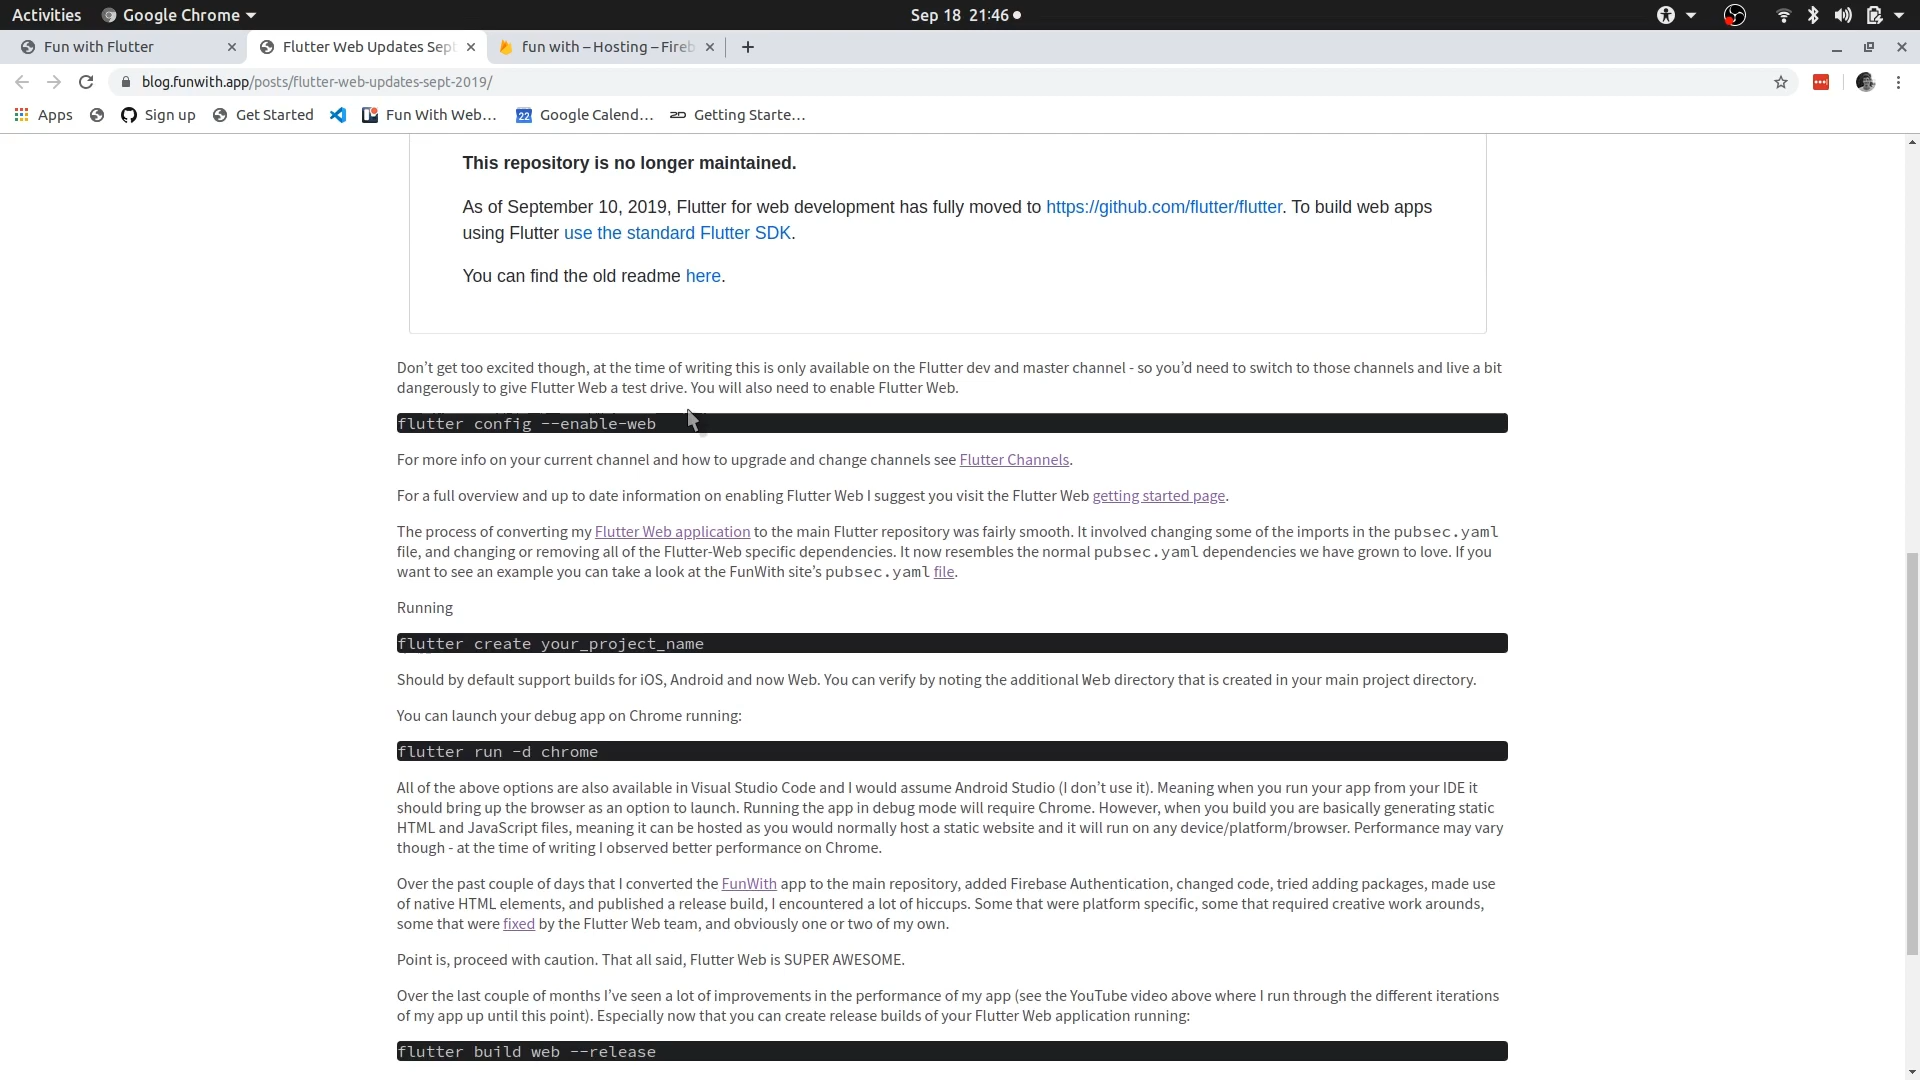 Activities Google Chrome Sep 18 21:46
Fun with Flutter Flutter Web Updates Sept fun with – Hosting – Fireb
blog.funwith.app/posts/flutter-web-updates-sept-2019/
Apps Sign up Get Started Fun With Web... 22 Google Calend... Getting Starte...
This repository is no longer maintained.
As of September 10, 2019, Flutter for web development has fully moved to https://github.com/flutter/flutter. To build web apps
using Flutter use the standard Flutter SDK.
You can find the old readme here.
Don't get too excited though, at the time of writing this is only available on the Flutter dev and master channel - so you'd need to switch to those channels and live a bit
dangerously to give Flutter Web a test drive. You will also need to enable Flutter Web.
flutter config --enable-web
For more info on your current channel and how to upgrade and change channels see Flutter Channels.
For a full overview and up to date information on enabling Flutter Web I suggest you visit the Flutter Web getting started page.
The process of converting my Flutter Web application to the main Flutter repository was fairly smooth. It involved changing some of the imports in the pubsec.yaml
file, and changing or removing all of the Flutter-Web specific dependencies. It now resembles the normal pubsec.yaml dependencies we have grown to love. If you
want to see an example you can take a look at the FunWith site's pubsec.yaml file.
Running
flutter create your_project_name
Should by default support builds for iOS, Android and now Web. You can verify by noting the additional Web directory that is created in your main project directory.
You can launch your debug app on Chrome running:
flutter run -d chrome
All of the above options are also available in Visual Studio Code and I would assume Android Studio (I don't use it). Meaning when you run your app from your IDE it
should bring up the browser as an option to launch. Running the app in debug mode will require Chrome. However, when you build you are basically generating static
HTML and JavaScript files, meaning it can be hosted as you would normally host a static website and it will run on any device/platform/browser. Performance may vary
though - at the time of writing I observed better performance on Chrome.
Over the past couple of days that I converted the FunWith app to the main repository, added Firebase Authentication, changed code, tried adding packages, made use
of native HTML elements, and published a release build, I encountered a lot of hiccups. Some that were platform specific, some that required creative work arounds,
some that were fixed by the Flutter Web team, and obviously one or two of my own.
Point is, proceed with caution. That all said, Flutter Web is SUPER AWESOME.
Over the last couple of months I've seen a lot of improvements in the performance of my app (see the YouTube video above where I run through the different iterations
of my app up until this point). Especially now that you can create release builds of your Flutter Web application running:
flutter build web --release